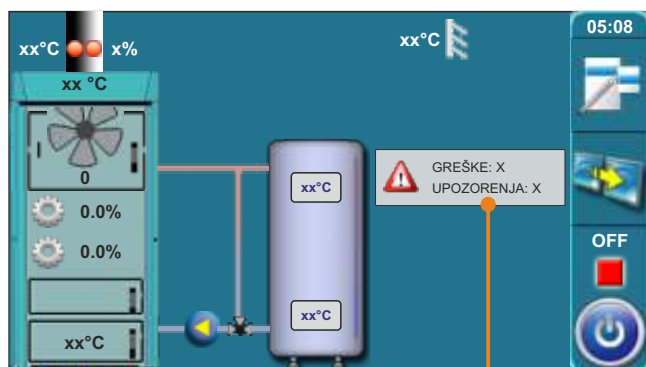 05:08
xx°C
x%
xx°C
xx °C
0
xx°C
GREŠKE: X
UPOZORENJA: X
0.0%
OFF
0.0%
xx°C
xx°C